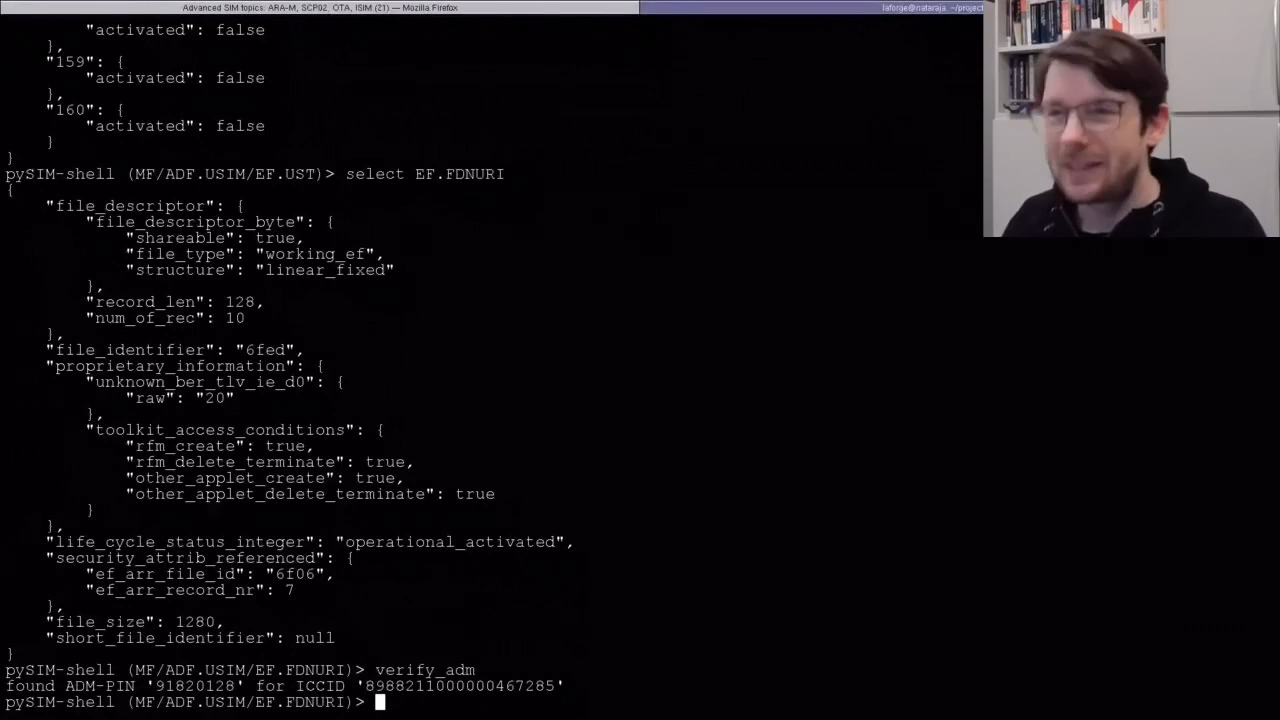 Advanced SIM topics: ARA-M, SCP02, OTA, ISIM (21) — Mozilla Firefox
laforge@nataraja: ~/project
"activated": false
},
"159": {
"activated": false
},
"160": {
"activated": false
}
}
pySIM-shell (MF/ADF.USIM/EF.UST)> select EF.FDNURI
{
"file_descriptor": {
"file_descriptor_byte": {
"shareable": true,
"file_type": "working_ef",
"structure": "linear_fixed"
},
"record_len": 128,
"num_of_rec": 10
},
"file_identifier": "6fed",
"proprietary_information": {
"unknown_ber_tlv_ie_d0": {
"raw": "20"
},
"toolkit_access_conditions": {
"rfm_create": true,
"rfm_delete_terminate": true,
"other_applet_create": true,
"other_applet_delete_terminate": true
}
},
"life_cycle_status_integer": "operational_activated",
"security_attrib_referenced": {
"ef_arr_file_id": "6f06",
"ef_arr_record_nr": 7
},
"file_size": 1280,
"short_file_identifier": null
}
pySIM-shell (MF/ADF.USIM/EF.FDNURI)> verify_adm
found ADM-PIN '91820128' for ICCID '8988211000000467285'
pySIM-shell (MF/ADF.USIM/EF.FDNURI)>